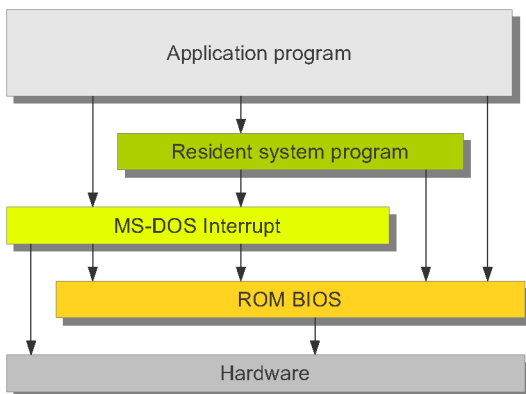 Application program
Resident system program
MS-DOS Interrupt
ROM BIOS
Hardware